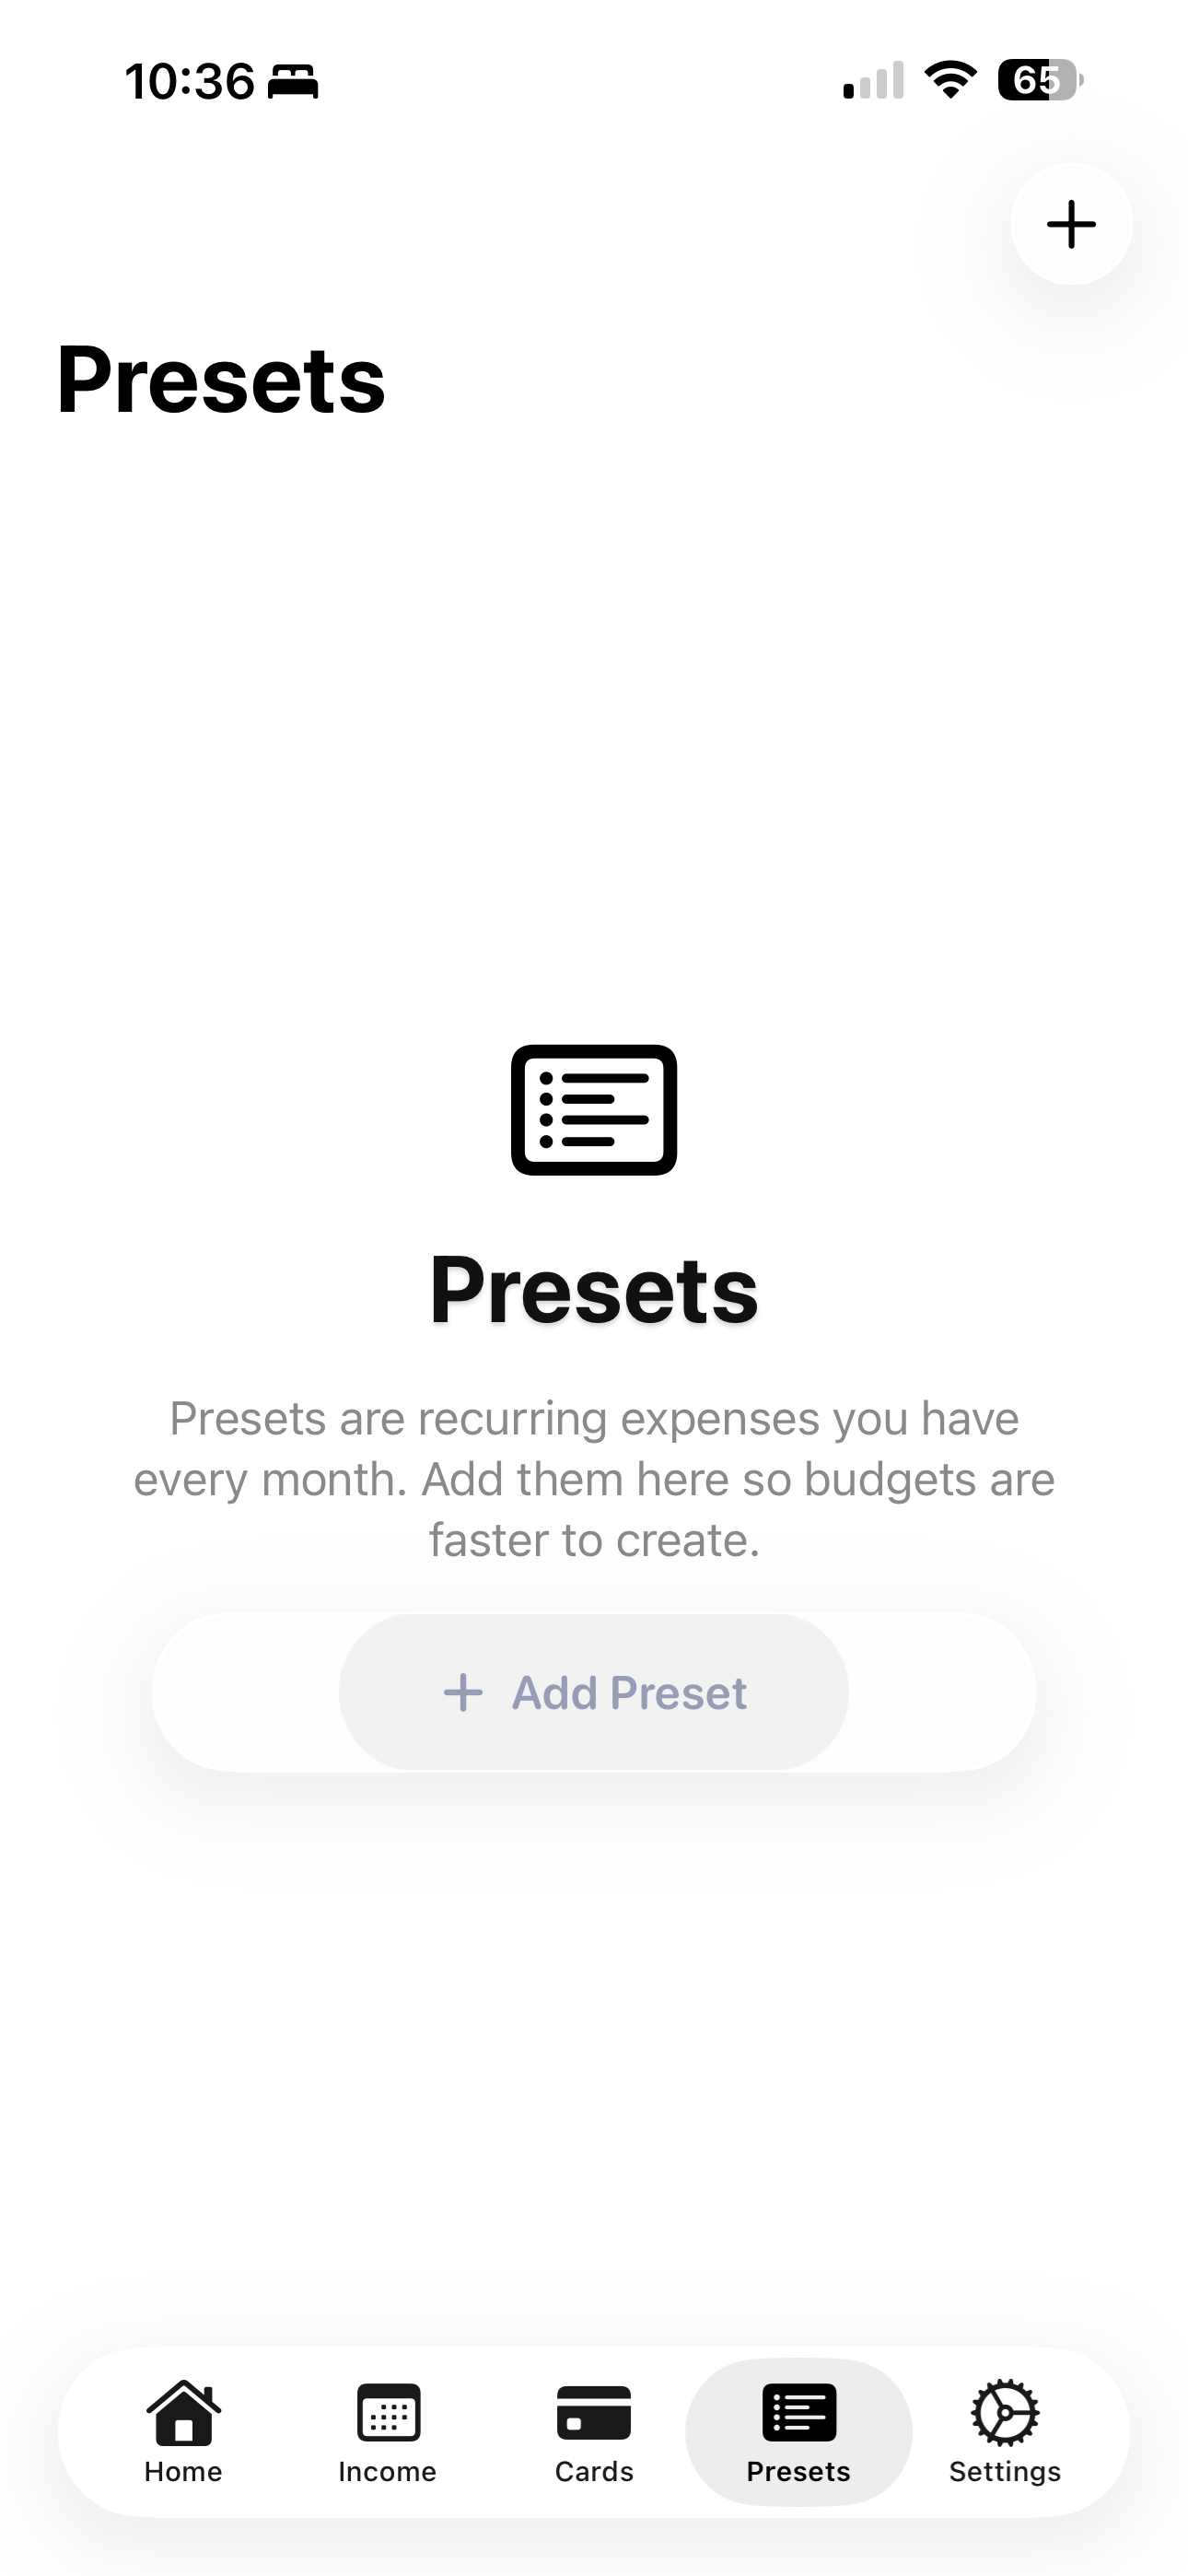 10:36
65
Presets
Presets
Presets are recurring expenses you have
every month. Add them here so budgets are
faster to create.
Add Preset
Home
Income
Cards
Presets
Settings